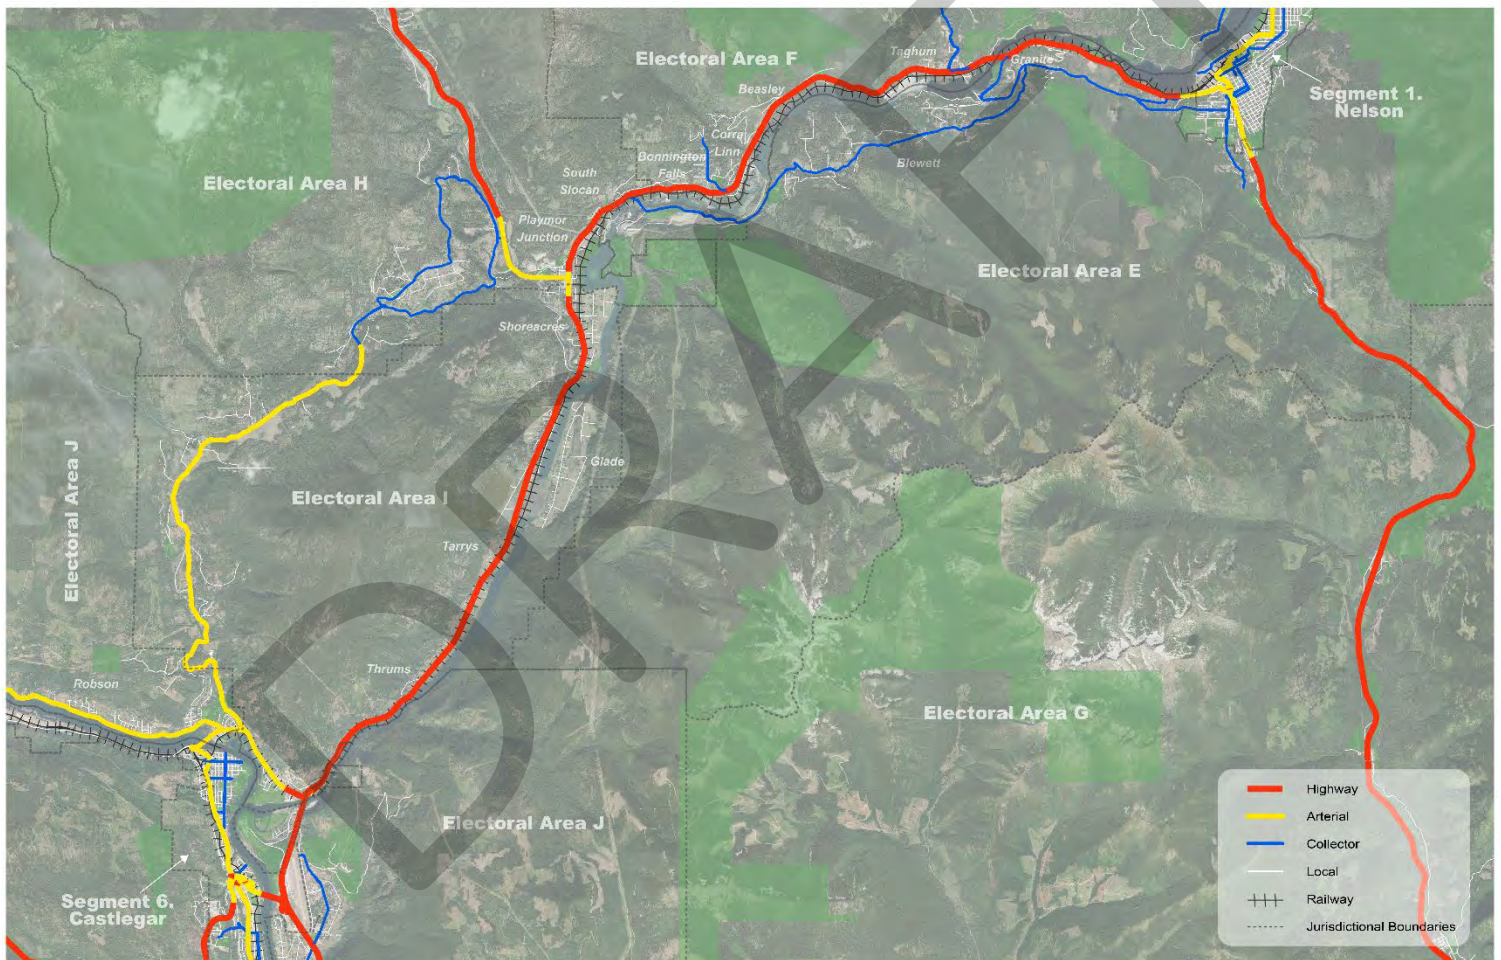 Electoral Area F
Taghum
Granite
Beasley
Segment 1.
Nelson
Corra
Linn
Bonnington
Falls
Blewett
Electoral Area H
South
Slocan
Playmor
Junction
Electoral Area E
Shoreacres
Glade
Electoral Area I
Electoral Area J
Tarrys
Thrums
Robson
Electoral Area G
Electoral Area J
Segment 6.
Castlegar
Highway
Arterial
Collector
Local
Railway
Jurisdictional Boundaries
DRAFT